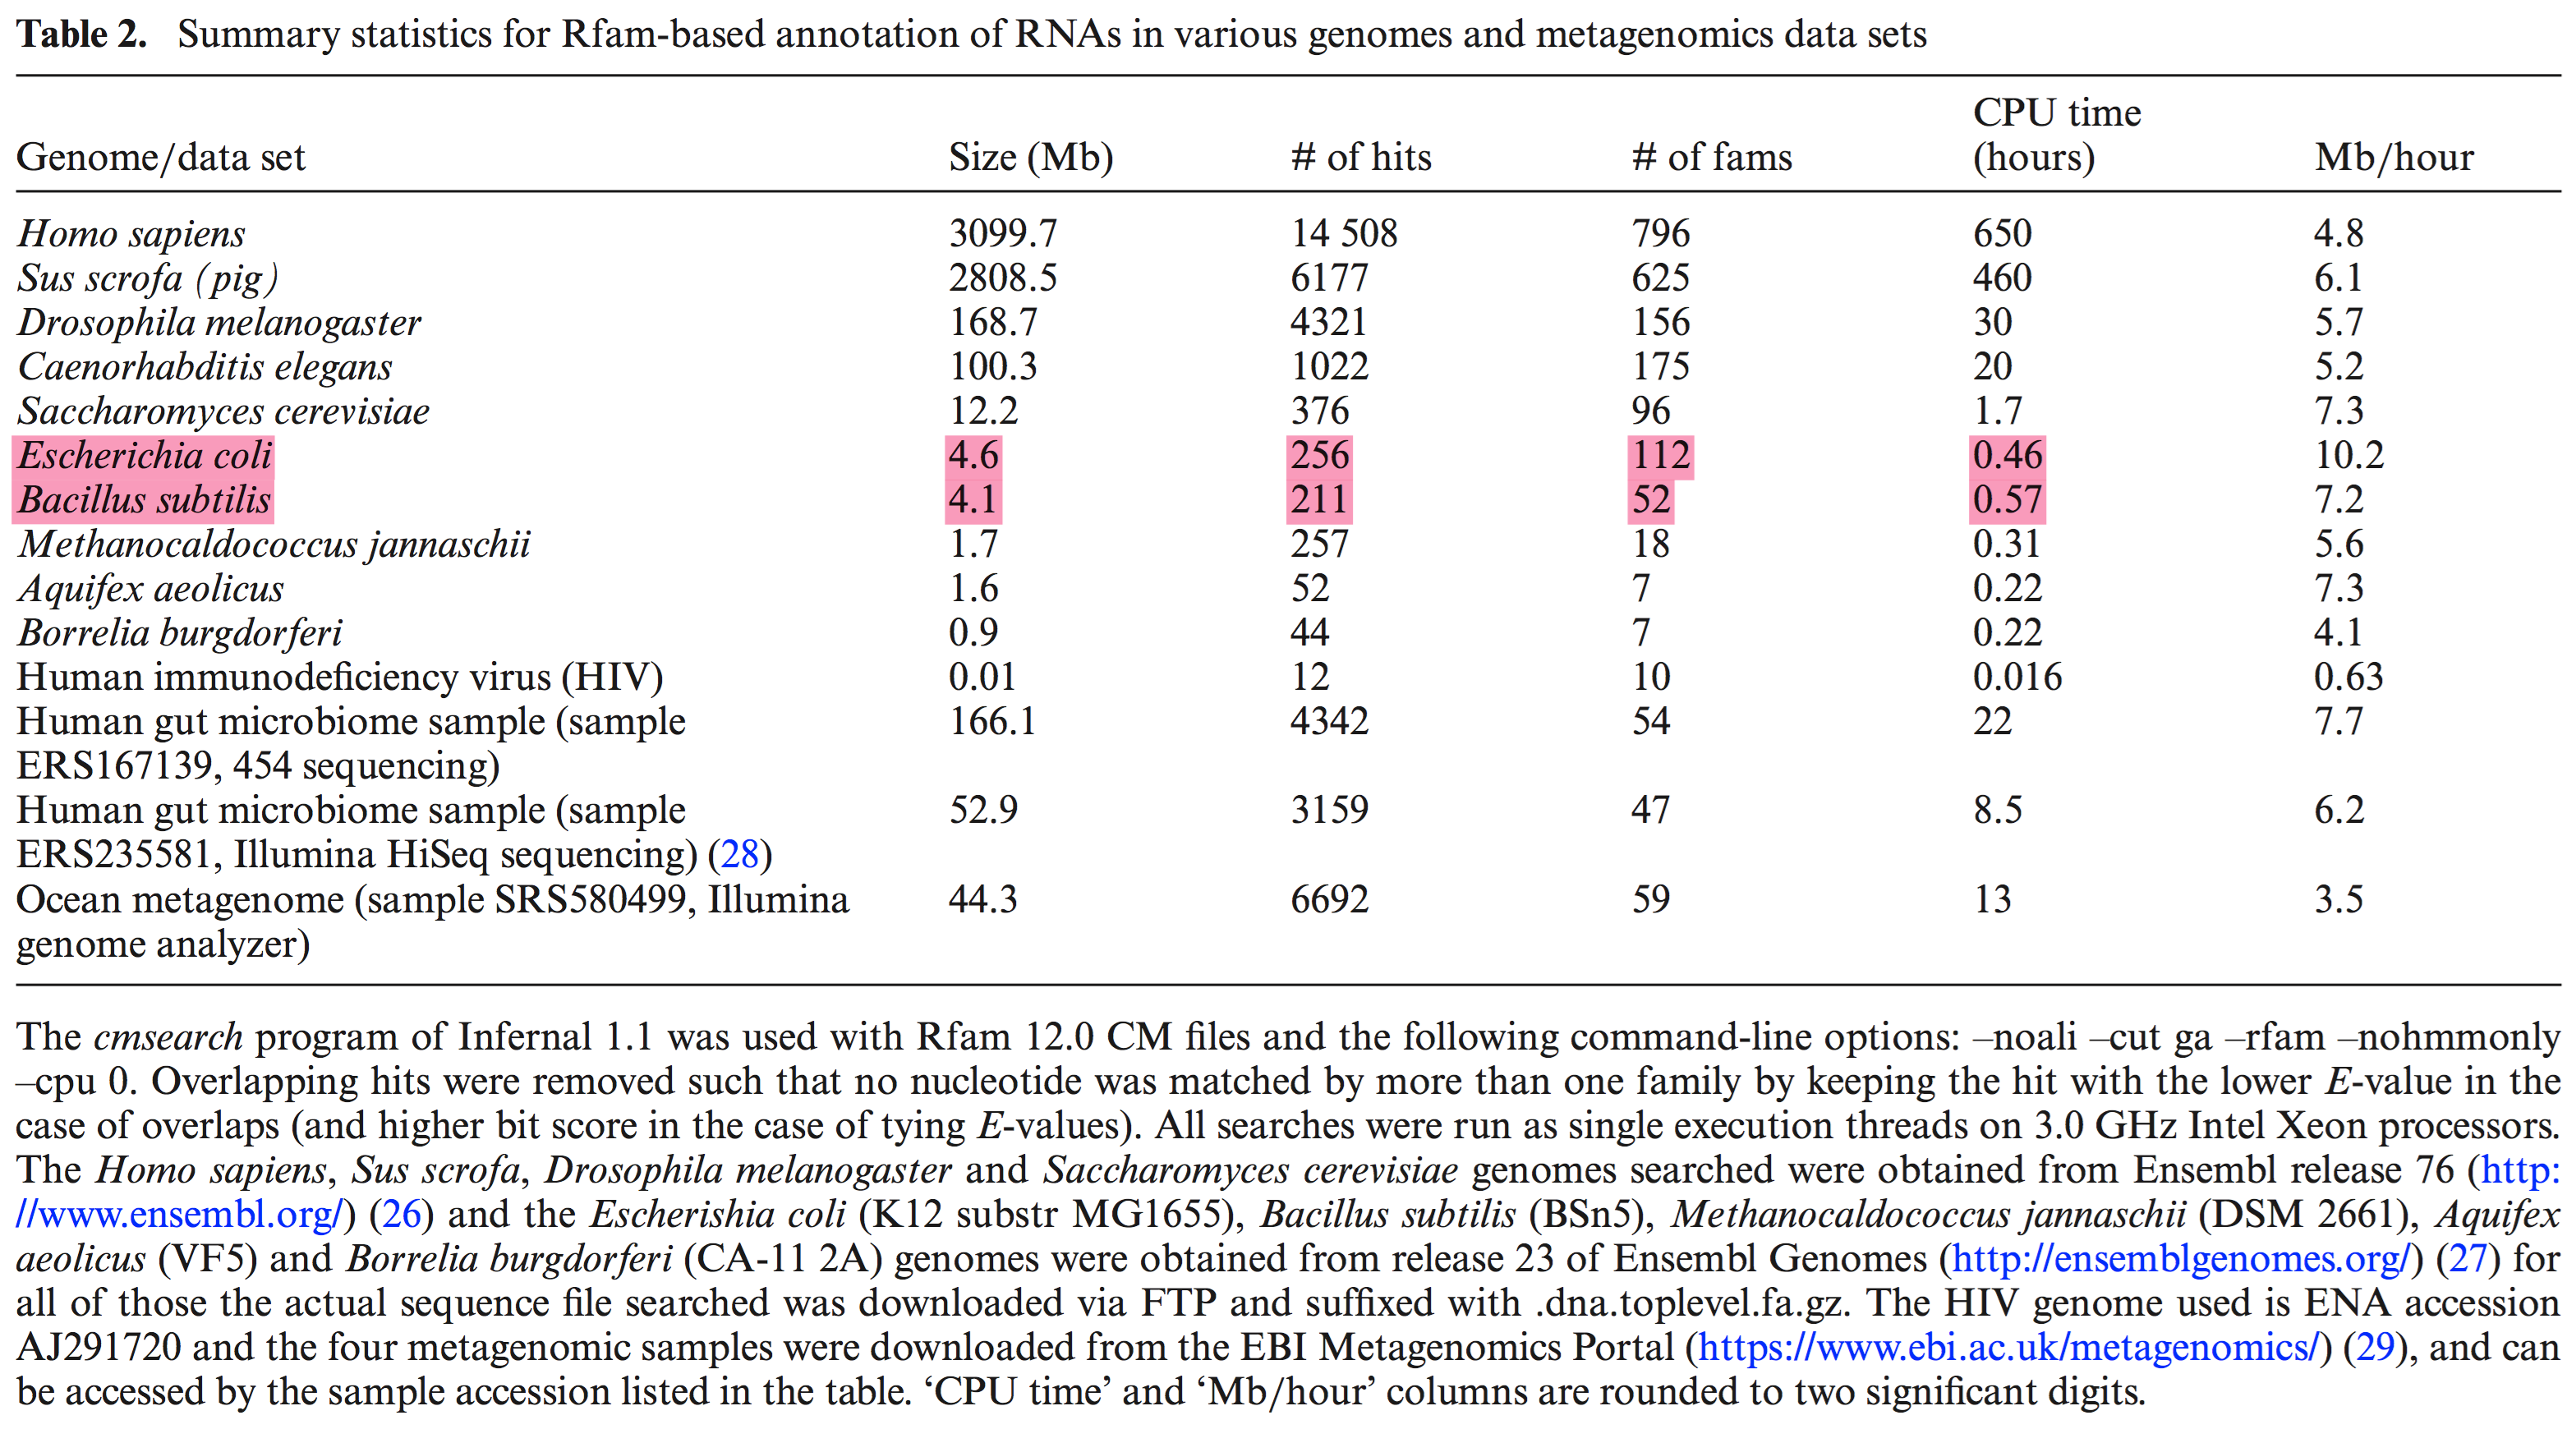 Table 2. Summary statistics for Rfam-based annotation of RNAs in various genomes and metagenomics data sets
Genome/data set Size (Mb) # of hits # of fams CPU time (hours) Mb/hour
Homo sapiens 3099.7 14 508 796 650 4.8
Sus scrofa (pig) 2808.5 6177 625 460 6.1
Drosophila melanogaster 168.7 4321 156 30 5.7
Caenorhabditis elegans 100.3 1022 175 20 5.2
Saccharomyces cerevisiae 12.2 376 96 1.7 7.3
Escherichia coli 4.6 256 112 0.46 10.2
Bacillus subtilis 4.1 211 52 0.57 7.2
Methanocaldococcus jannaschii 1.7 257 18 0.31 5.6
Aquifex aeolicus 1.6 52 7 0.22 7.3
Borrelia burgdorferi 0.9 44 7 0.22 4.1
Human immunodeficiency virus (HIV) 0.01 12 10 0.016 0.63
Human gut microbiome sample (sample 166.1 4342 54 22 7.7
ERS167139, 454 sequencing)
Human gut microbiome sample (sample 52.9 3159 47 8.5 6.2
ERS235581, Illumina HiSeq sequencing) (28)
Ocean metagenome (sample SRS580499, Illumina 44.3 6692 59 13 3.5
genome analyzer)
The cmsearch program of Infernal 1.1 was used with Rfam 12.0 CM files and the following command-line options: –noali –cut ga –rfam –nohmmonly
–cpu 0. Overlapping hits were removed such that no nucleotide was matched by more than one family by keeping the hit with the lower E-value in the
case of overlaps (and higher bit score in the case of tying E-values). All searches were run as single execution threads on 3.0 GHz Intel Xeon processors.
The Homo sapiens, Sus scrofa, Drosophila melanogaster and Saccharomyces cerevisiae genomes searched were obtained from Ensembl release 76 (http:
//www.ensembl.org/) (26) and the Escherishia coli (K12 substr MG1655), Bacillus subtilis (BSn5), Methanocaldococcus jannaschii (DSM 2661), Aquifex
aeolicus (VF5) and Borrelia burgdorferi (CA-11 2A) genomes were obtained from release 23 of Ensembl Genomes (http://ensemblgenomes.org/) (27) for
all of those the actual sequence file searched was downloaded via FTP and suffixed with .dna.toplevel.fa.gz. The HIV genome used is ENA accession
AJ291720 and the four metagenomic samples were downloaded from the EBI Metagenomics Portal (https://www.ebi.ac.uk/metagenomics/) (29), and can
be accessed by the sample accession listed in the table. ‘CPU time’ and ‘Mb/hour’ columns are rounded to two significant digits.